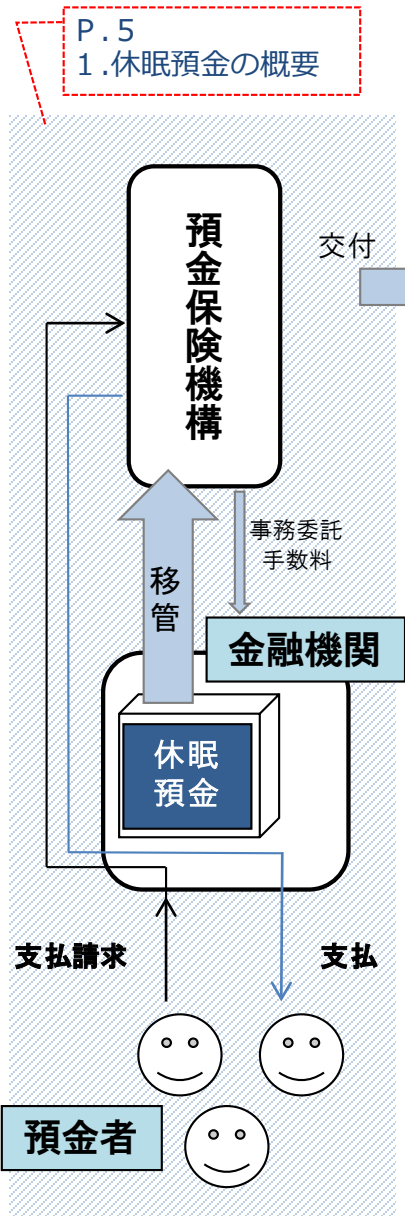 P.5
1.休眠預金の概要
預金保険機構
交付
事務委託
手数料
移管
金融機関
休眠
預金
支払請求
支払
預金者